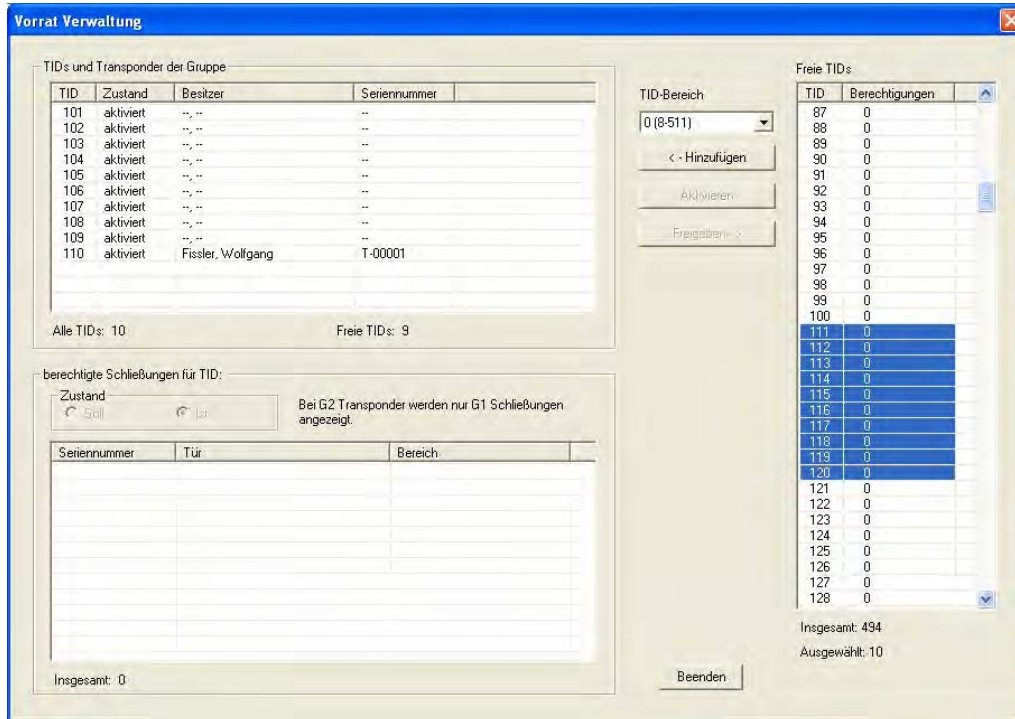 Vorrat Verwaltung
TIDs und Transponder der Gruppe
TID Zustand Besitzer Seriennummer
101 aktiviert --, -- --
102 aktiviert --, -- --
103 aktiviert --, -- --
104 aktiviert --, -- --
105 aktiviert --, -- --
106 aktiviert --, -- --
107 aktiviert --, -- --
108 aktiviert --, -- --
109 aktiviert --, -- --
110 aktiviert Fissler, Wolfgang T-00001
Alle TIDs: 10 Freie TIDs: 9
berechtigte Schließungen für TID:
Zustand
Soll Ist
Bei G2 Transponder werden nur G1 Schließungen
angezeigt.
Seriennummer Tür Bereich
Insgesamt: 0
TID-Bereich
0 (8-511)
< - Hinzufügen
Aktivieren
Freigeben - >
Beenden
Freie TIDs
TID Berechtigungen
87 0
88 0
89 0
90 0
91 0
92 0
93 0
94 0
95 0
96 0
97 0
98 0
99 0
100 0
111 0
112 0
113 0
114 0
115 0
116 0
117 0
118 0
119 0
120 0
121 0
122 0
123 0
124 0
125 0
126 0
127 0
128 0
Insgesamt: 494
Ausgewählt: 10